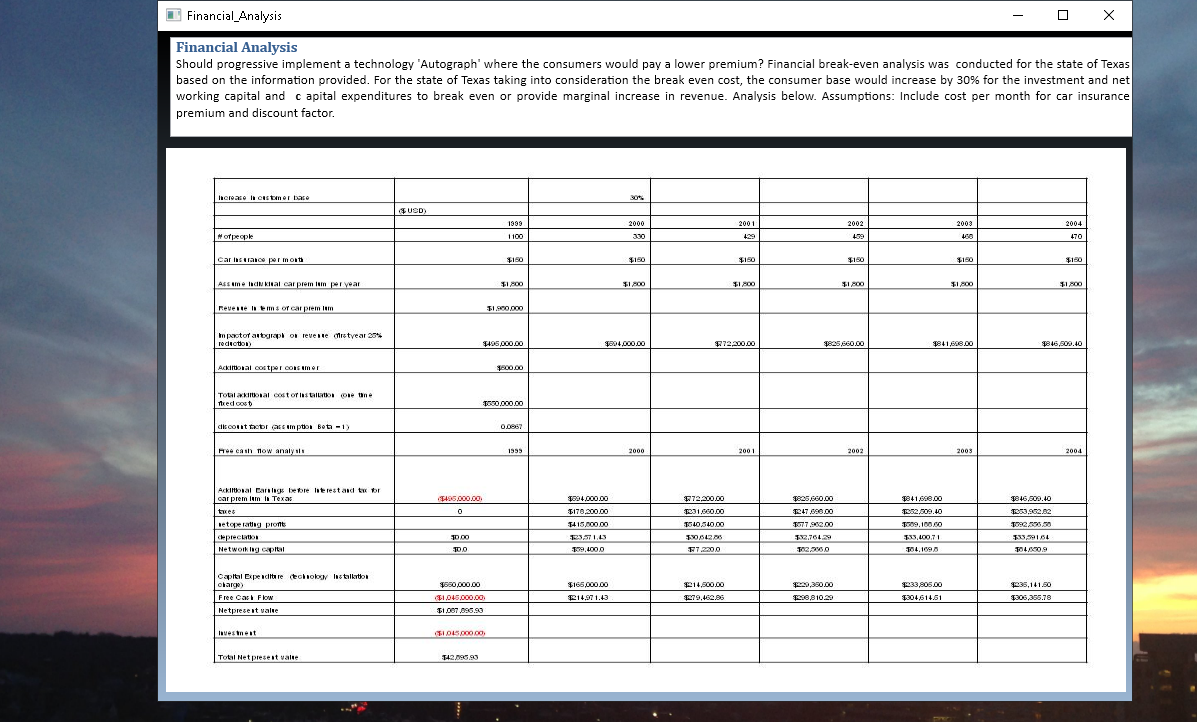 Financial_Analysis
Financial Analysis
Should progressive implement a technology 'Autograph' where the consumers would pay a lower premium? Financial break-even analysis was conducted for the state of Texas
based on the information provided. For the state of Texas taking into consideration the break even cost, the consumer base would increase by 30% for the investment and net
working capital and c apital expenditures to break even or provide marginal increase in revenue. Analysis below. Assumptions: Include cost per month for car insurance
premium and discount factor.
Increase in customer base 30%
($ USD)
1999 2000 2001 2002 2003 2004
# of people 1100 330 429 459 468 470
Car insurance per month $150 $150 $150 $150 $150 $150
Assume individual car premium per year $1,800 $1,800 $1,800 $1,800 $1,800 $1,800
Revenue in terms of car premium $1,980,000
Impact of autograph on revenue (first year 25%
reduction) $495,000.00 $594,000.00 $772,200.00 $825,660.00 $841,698.00 $846,509.40
Additional cost per consumer $500.00
Total additional cost of installation (one time
fixed cost) $550,000.00
discount factor (assumption Beta = 1) 0.0867
Free cash flow analysis 1999 2000 2001 2002 2003 2004
Additional Earnings before interest and tax for
car premium in Texas ($495,000.00) $594,000.00 $772,200.00 $825,660.00 $841,698.00 $846,509.40
taxes 0 $178,200.00 $231,660.00 $247,698.00 $252,509.40 $253,952.82
net operating profits $415,800.00 $540,540.00 $577,962.00 $589,188.60 $592,556.58
depreciation $0.00 $23,571.43 $30,642.86 $32,764.29 $33,400.71 $33,591.64
Net working capital $0.0 $59,400.0 $77,220.0 $82,566.0 $84,169.8 $84,650.9
Capital Expenditure (technology installation
charge) $550,000.00 $165,000.00 $214,500.00 $229,350.00 $233,805.00 $235,141.50
Free Cash Flow ($1,045,000.00) $214,971.43 $279,462.86 $298,810.29 $304,614.51 $306,355.78
Net present value $1,087,895.93
Investment ($1,045,000.00)
Total Net present value $42,895.93